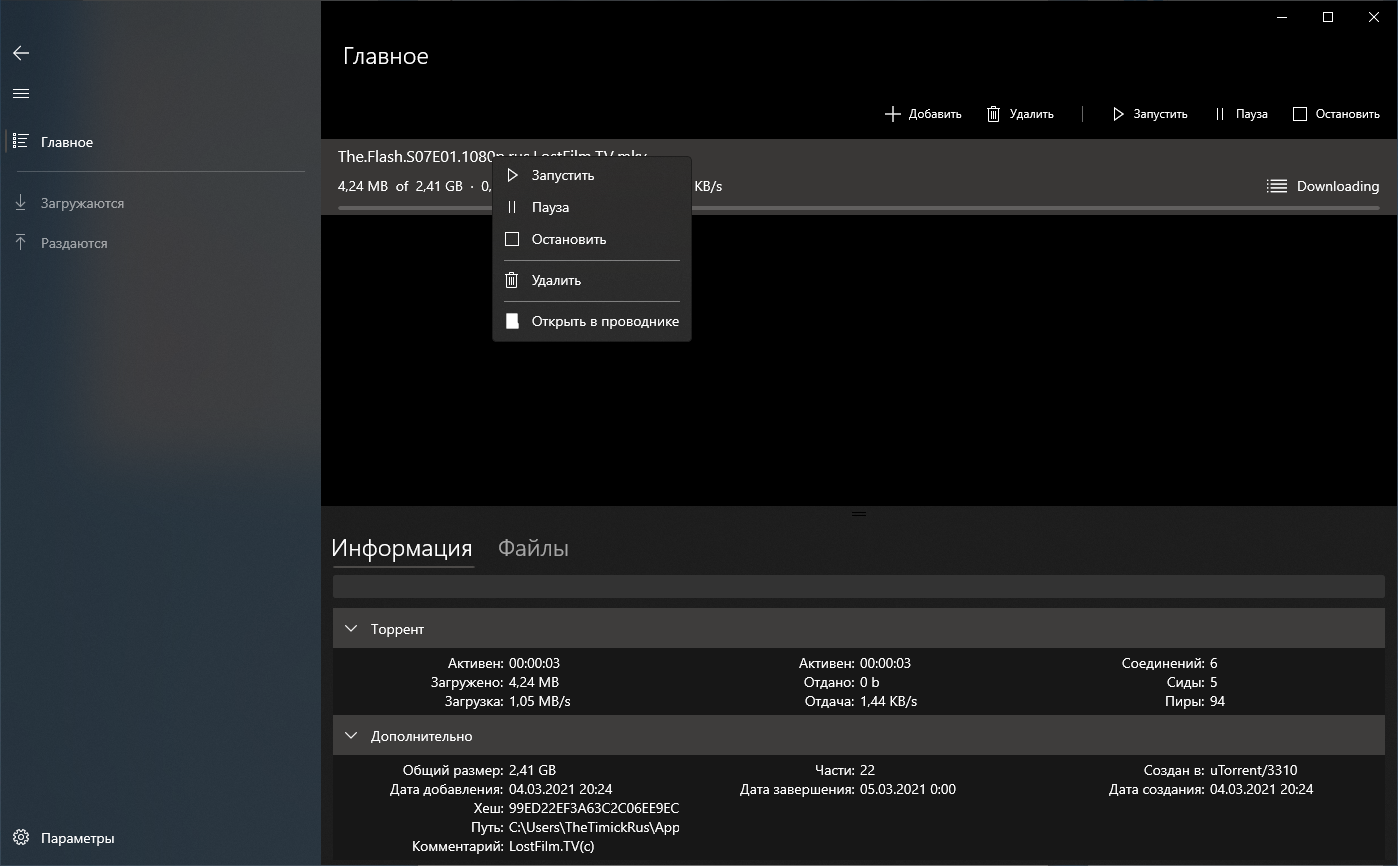 Главное
Добавить Удалить Запустить Пауза Остановить
Главное
Загружаются
Раздаются
Параметры
The.Flash.S07E01.1080p.rus.LostFilm.TV.mkv
4,24 MB of 2,41 GB · 0, KB/s Downloading
Запустить
Пауза
Остановить
Удалить
Открыть в проводнике
Информация Файлы
Торрент
Активен: 00:00:03 Активен: 00:00:03 Соединений: 6
Загружено: 4,24 MB Отдано: 0 b Сиды: 5
Загрузка: 1,05 MB/s Отдача: 1,44 KB/s Пиры: 94
Дополнительно
Общий размер: 2,41 GB Части: 22 Создан в: uTorrent/3310
Дата добавления: 04.03.2021 20:24 Дата завершения: 05.03.2021 0:00 Дата создания: 04.03.2021 20:24
Хеш: 99ED22EF3A63C2C06EE9EC
Путь: C:\Users\TheTimickRus\App
Комментарий: LostFilm.TV(c)